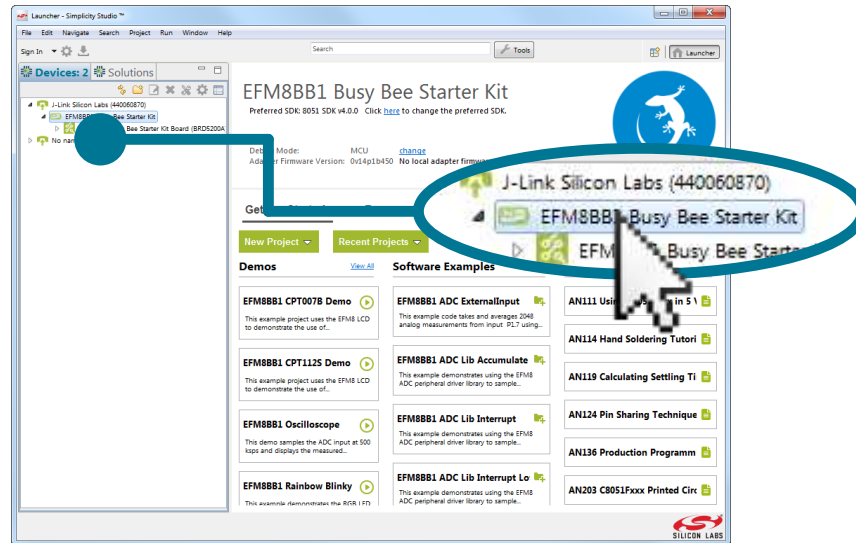 Launcher - Simplicity Studio ™
File Edit Navigate Search Project Run Window Help
Sign In
Search
Tools
Launcher
Devices: 2
Solutions
J-Link Silicon Labs (440060870)
EFM8BB1 Busy Bee Starter Kit
Bee Starter Kit Board (BRD5200A
No nam
EFM8BB1 Busy Bee Starter Kit
Preferred SDK: 8051 SDK v4.0.0 Click here to change the preferred SDK.
Mode: MCU change
Adapter Firmware Version: 0v14p1b450 No local adapter firmw
J-Link Silicon Labs (440060870)
EFM8BB1 Busy Bee Starter Kit
EFM Busy Bee Starter
New Project
Recent Projects
Demos
View All
Software Examples
EFM8BB1 CPT007B Demo
This example project uses the EFM8 LCD
to demonstrate the use of...
EFM8BB1 CPT112S Demo
This example project uses the EFM8 LCD
to demonstrate the use of...
EFM8BB1 Oscilloscope
This demo samples the ADC input at 500
ksps and displays the measured...
EFM8BB1 Rainbow Blinky
This example demonstrates the RGB LED
EFM8BB1 ADC ExternalInput
This example code takes and averages 2048
analog measurements from input P1.7 using...
EFM8BB1 ADC Lib Accumulate
This example demonstrates using the EFM8
ADC peripheral driver library to sample...
EFM8BB1 ADC Lib Interrupt
This example demonstrates using the EFM8
ADC peripheral driver library to sample...
EFM8BB1 ADC Lib Interrupt Lo
This example demonstrates using the EFM8
ADC peripheral driver library to sample...
AN111 in 5 V
AN114 Hand Soldering Tutori
AN119 Calculating Settling Ti
AN124 Pin Sharing Technique
AN136 Production Programm
AN203 C8051Fxxx Printed Circ
SILICON LABS